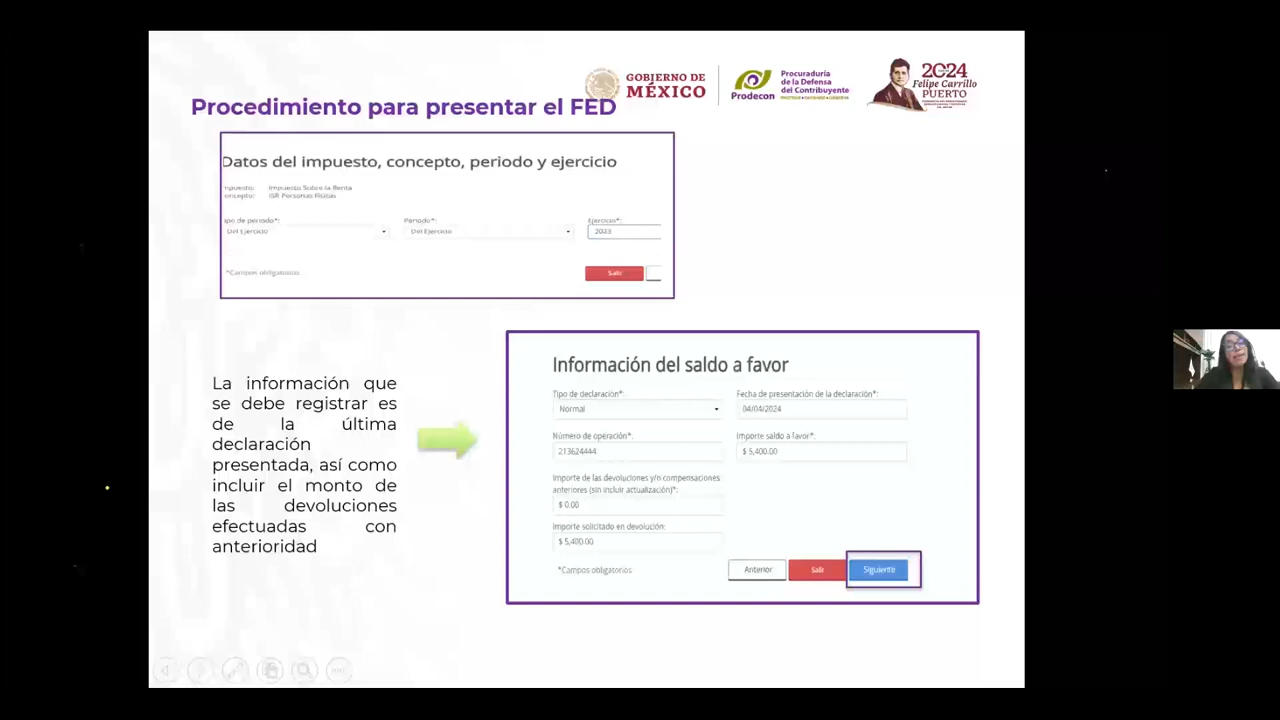 GOBIERNO DE
MÉXICO
Prodecon
Procuraduría
de la Defensa
del Contribuyente
2024
Felipe Carrillo
PUERTO
Procedimiento para presentar el FED
Datos del impuesto, concepto, periodo y ejercicio
mpuesto: Impuesto Sobre la Renta
oncepto: ISR Personas Físicas
ipo de periodo*: Periodo*: Ejercicio*:
Del Ejercicio Del Ejercicio 2023
*Campos obligatorios
Salir
La información que
se debe registrar es
de la última
declaración
presentada, así como
incluir el monto de
las devoluciones
efectuadas con
anterioridad
Información del saldo a favor
Tipo de declaración*: Fecha de presentación de la declaración*:
Normal 04/04/2024
Número de operación*: Importe saldo a favor*:
213624444 $ 5,400.00
Importe de las devoluciones y/o compensaciones
anteriores (sin incluir actualización)*:
$ 0.00
Importe solicitado en devolución:
$ 5,400.00
*Campos obligatorios Anterior Salir Siguiente